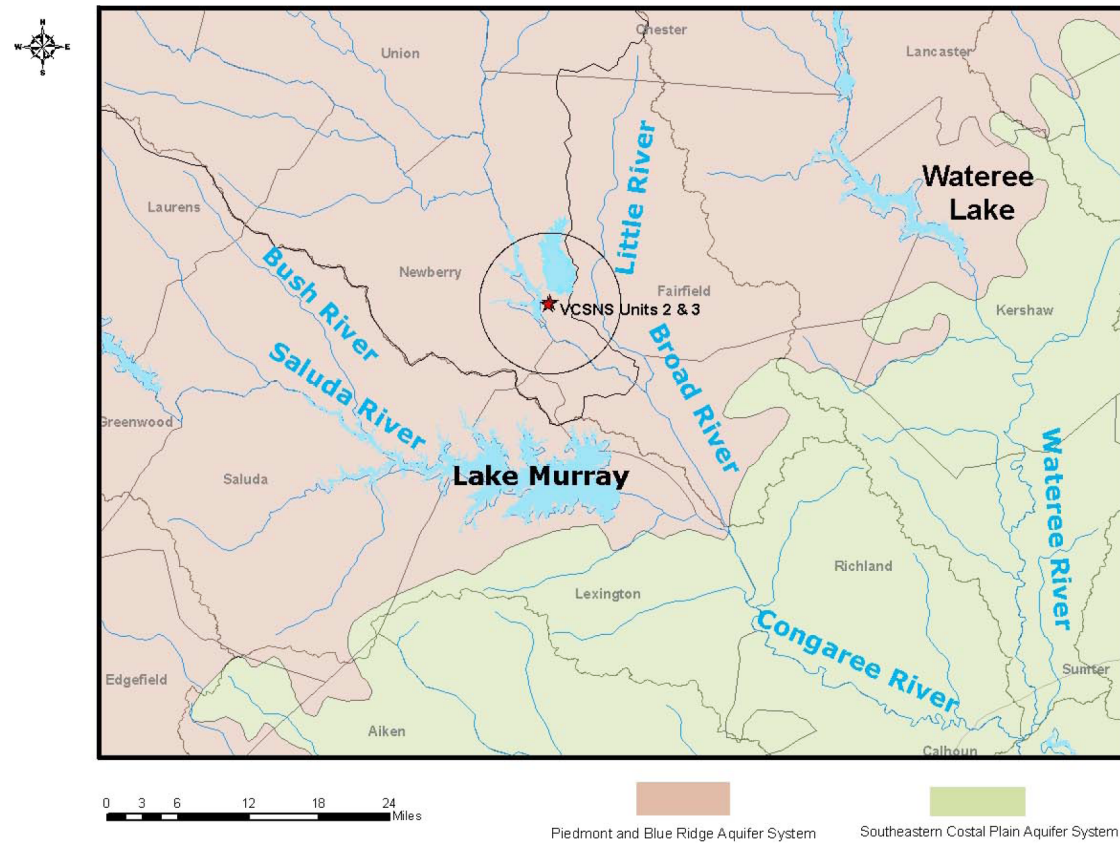 N
W E
S
Chester
Union
Lancaster
Little River
Wateree
Lake
Laurens
Bush River
Newberry
Fairfield
VCSNS Units 2 & 3
Kershaw
Broad River
Saluda River
Greenwood
Saluda
Lake Murray
Wateree River
Richland
Lexington
Congaree River
Edgefield
Sumter
Aiken
Calhoun
0 3 6 12 18 24
Miles
Piedmont and Blue Ridge Aquifer System
Southeastern Costal Plain Aquifer System